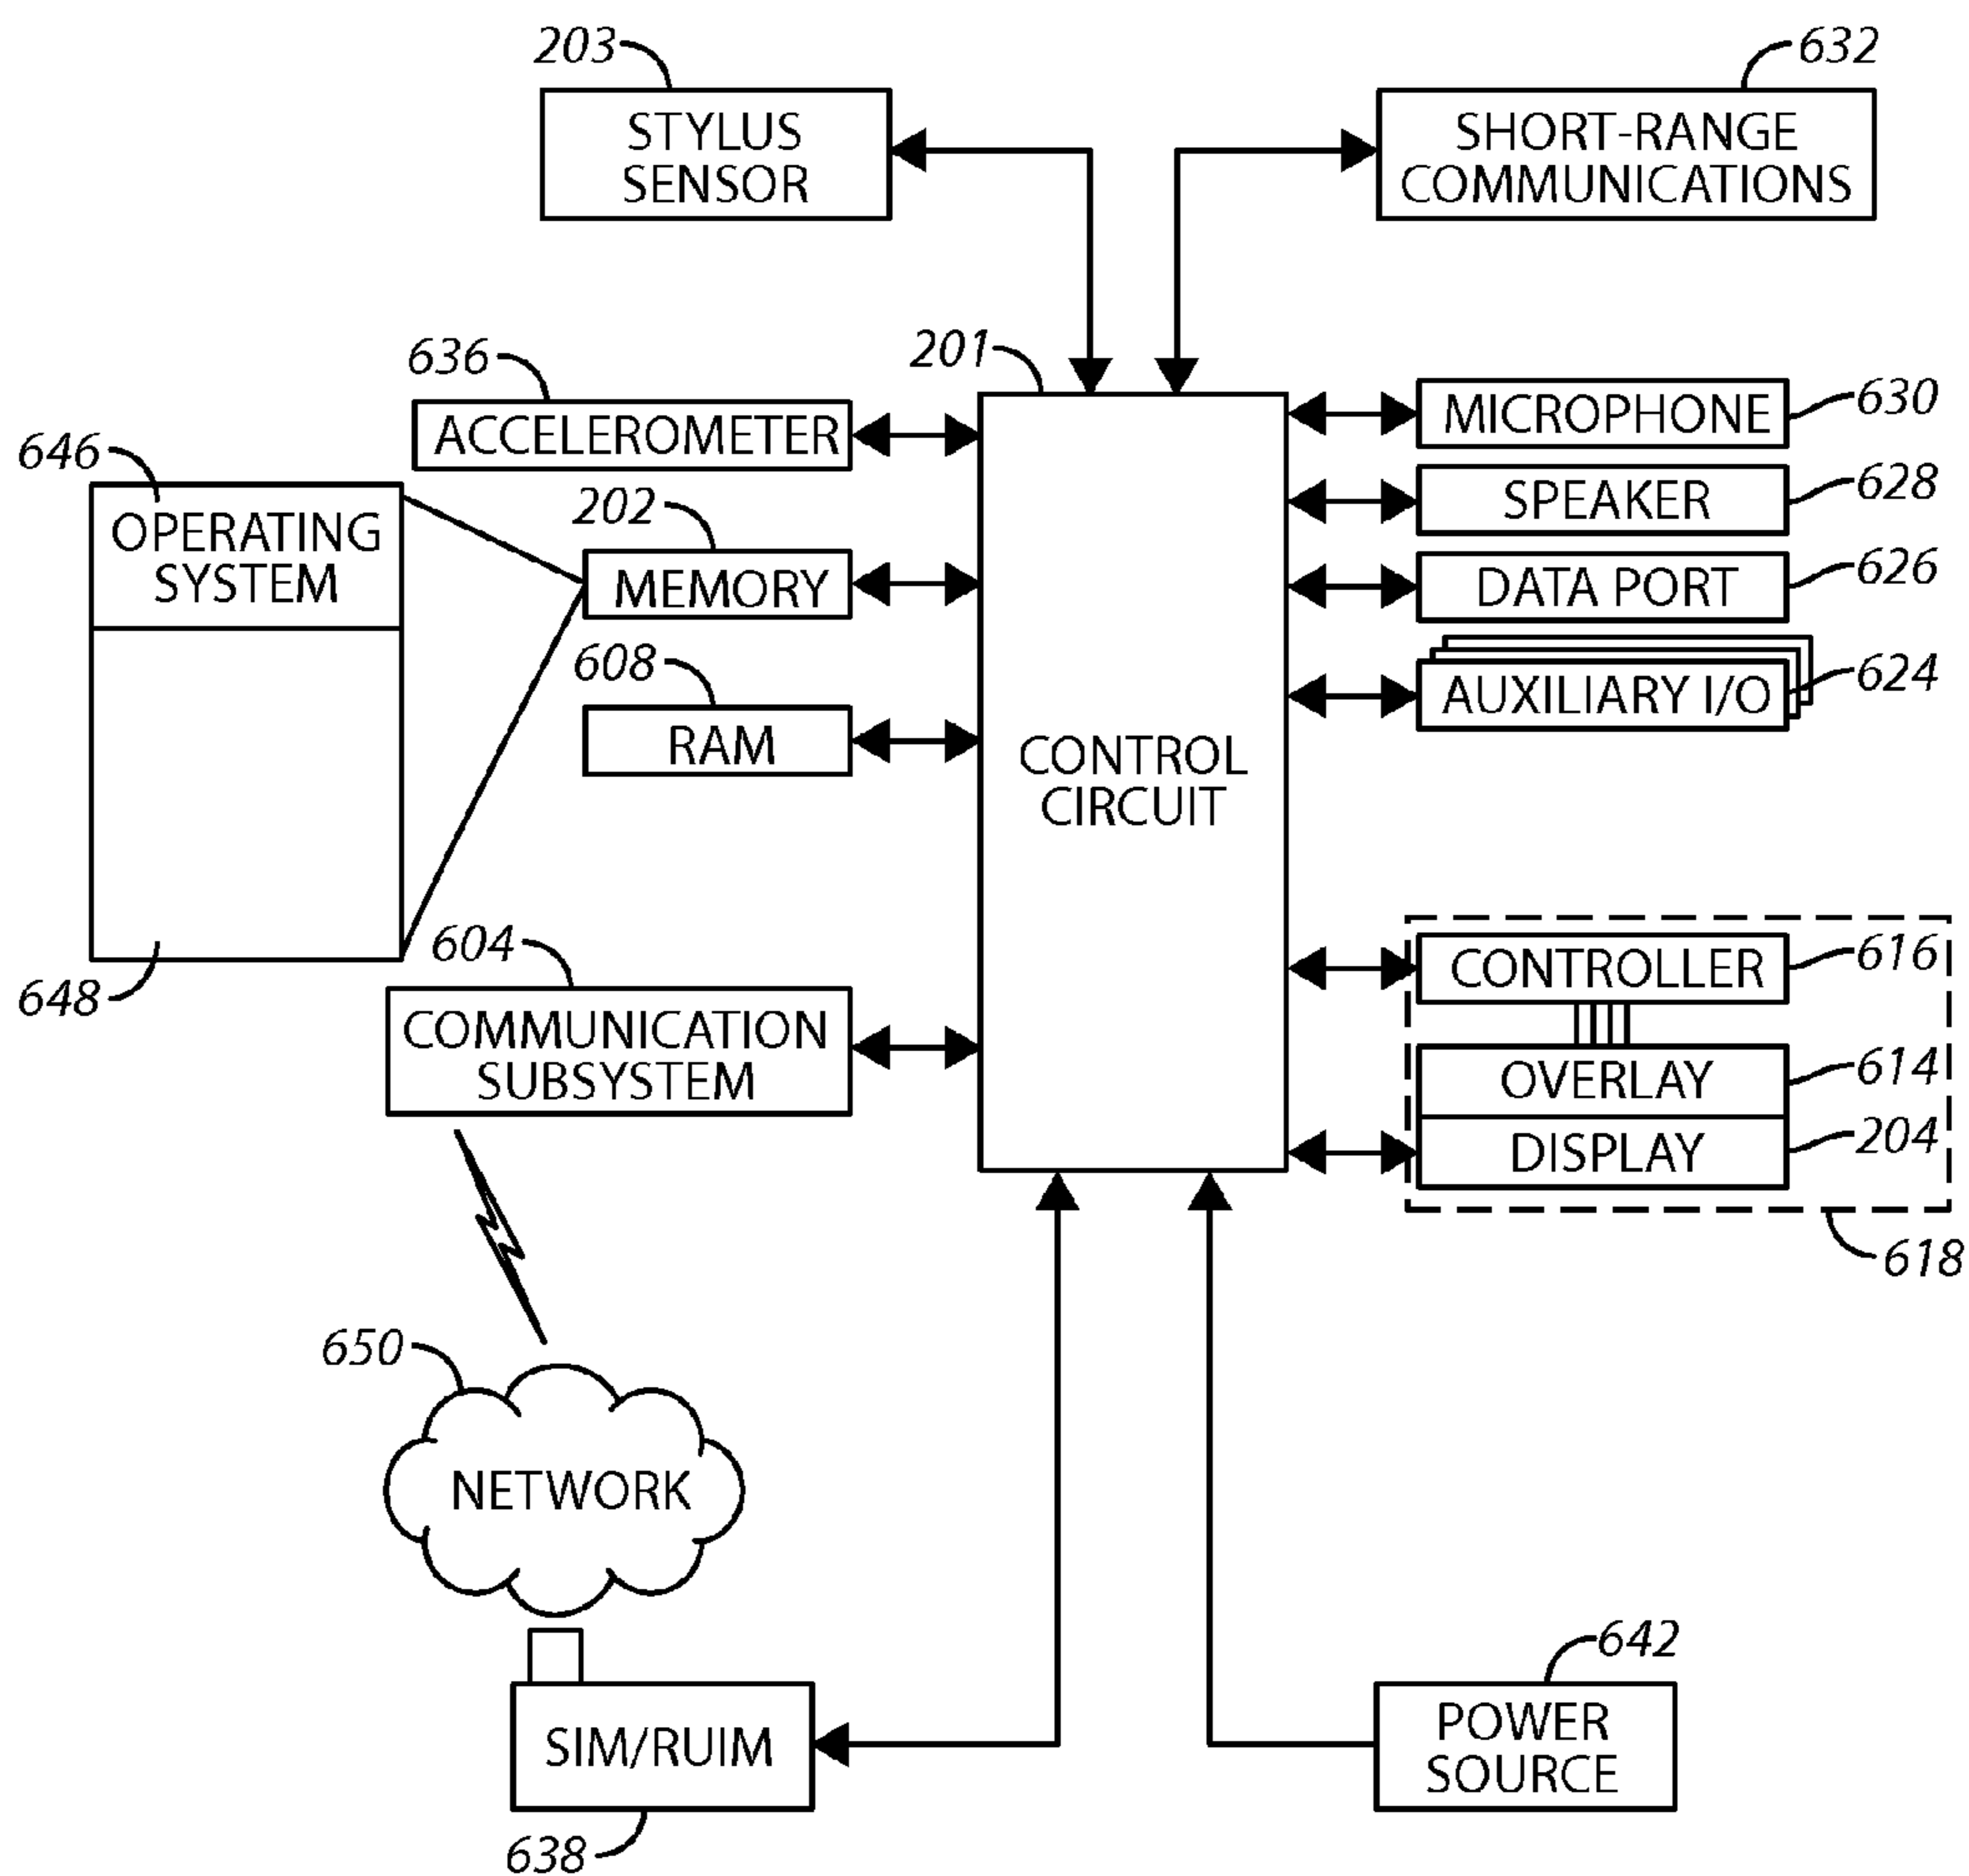 203
STYLUS
SENSOR
632
SHORT-RANGE
COMMUNICATIONS
636
ACCELEROMETER
201
CONTROL
CIRCUIT
646
OPERATING
SYSTEM
648
202
MEMORY
608
RAM
604
COMMUNICATION
SUBSYSTEM
MICROPHONE
630
SPEAKER
628
DATA PORT
626
AUXILIARY I/O
624
CONTROLLER
616
OVERLAY
614
DISPLAY
204
618
650
NETWORK
SIM/RUIM
638
642
POWER
SOURCE